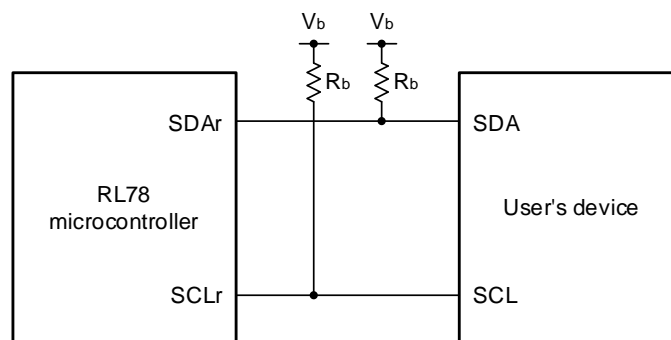 Vb
Vb
Rb
Rb
SDAr
SDA
RL78
microcontroller
User's device
SCLr
SCL